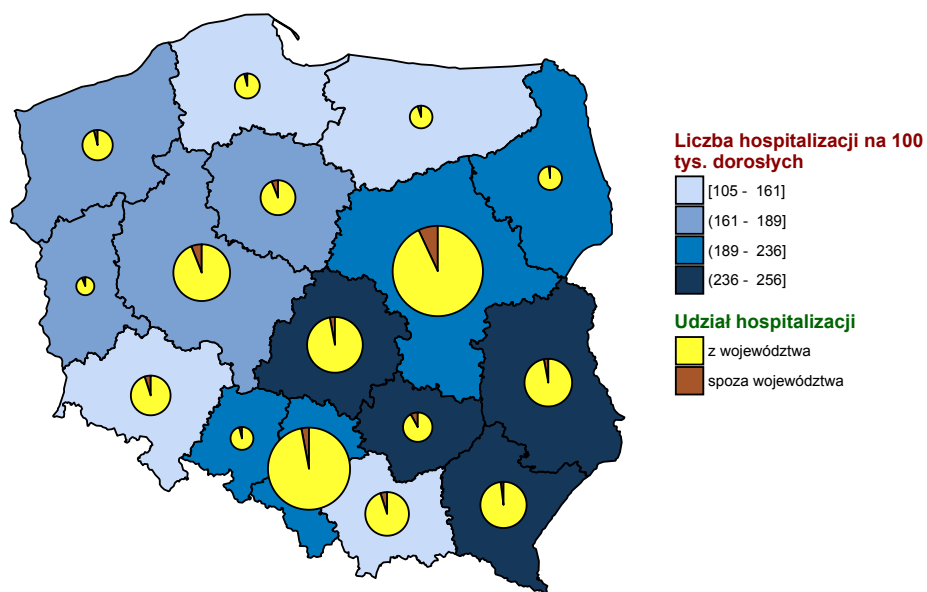 Liczba hospitalizacji na 100
tys. dorosłych
[105 - 161]
(161 - 189]
(189 - 236]
(236 - 256]
Udział hospitalizacji
z województwa
spoza województwa